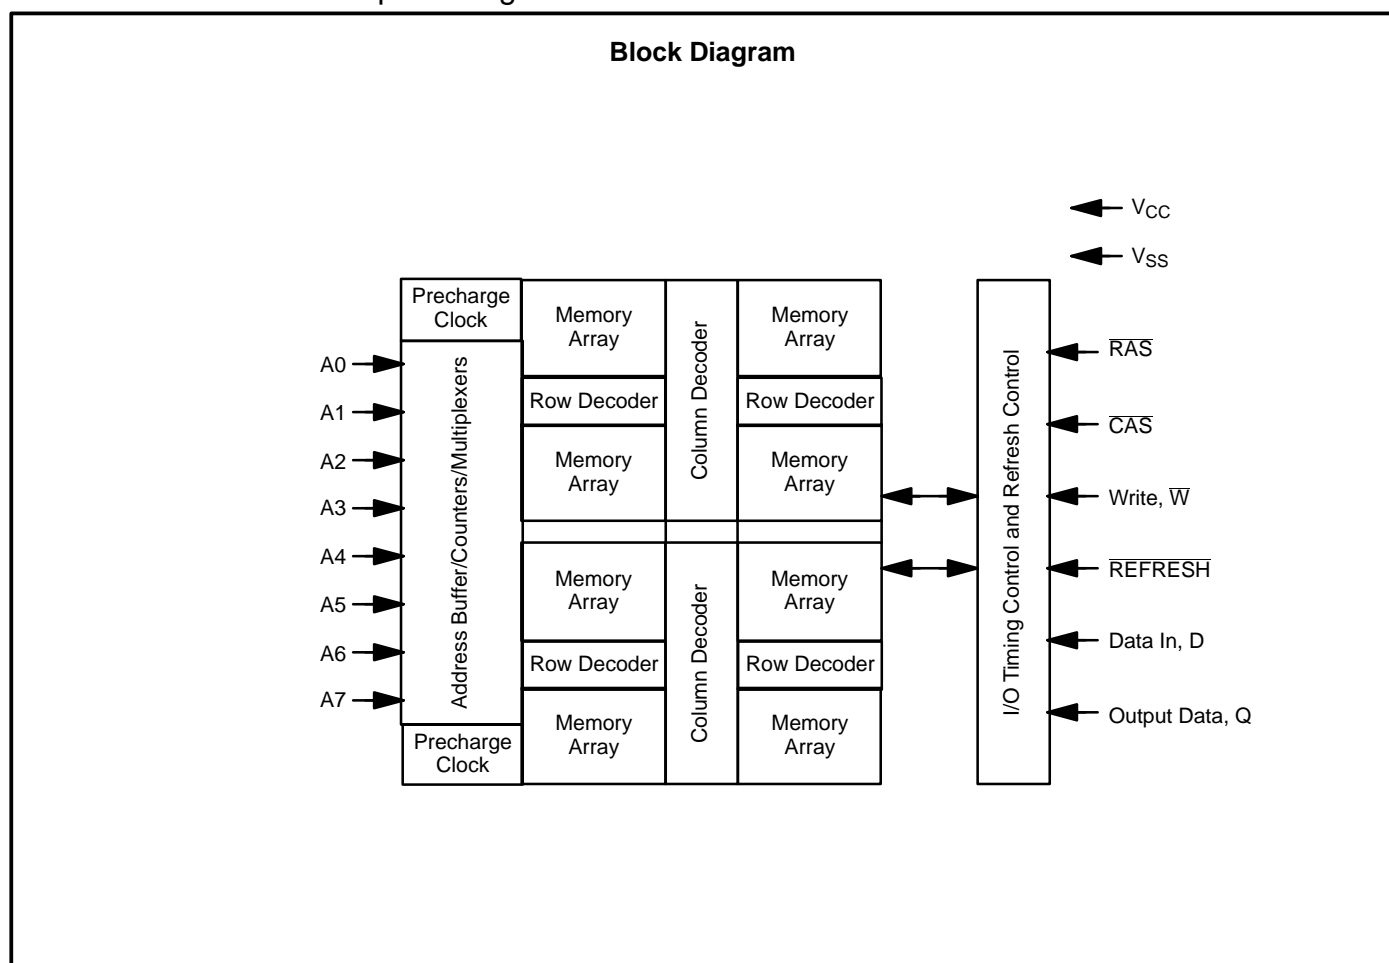 Block Diagram
VCC
VSS
Precharge
Clock
Memory
Array
Column Decoder
Memory
Array
Row Decoder
Row Decoder
Memory
Array
Memory
Array
A0
A1
A2
A3
A4
A5
A6
A7
Address Buffer/Counters/Multiplexers
Memory
Array
Column Decoder
Memory
Array
Row Decoder
Row Decoder
Memory
Array
Memory
Array
Precharge
Clock
I/O Timing Control and Refresh Control
R̅A̅S̅
C̅A̅S̅
Write, W̅
R̅E̅F̅R̅E̅S̅H̅
Data In, D
Output Data, Q